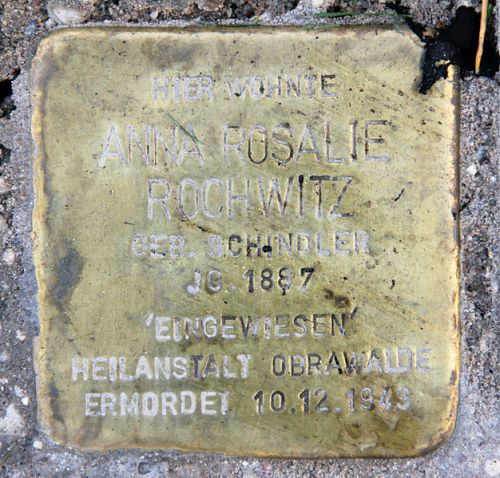 HIER WOHNTE
ANNA ROSALIE
ROCHWITZ
GEB. SCHINDLER
JG. 1887
'EINGEWIESEN'
HEILANSTALT OBRAWALDE
ERMORDET 10.12.1943